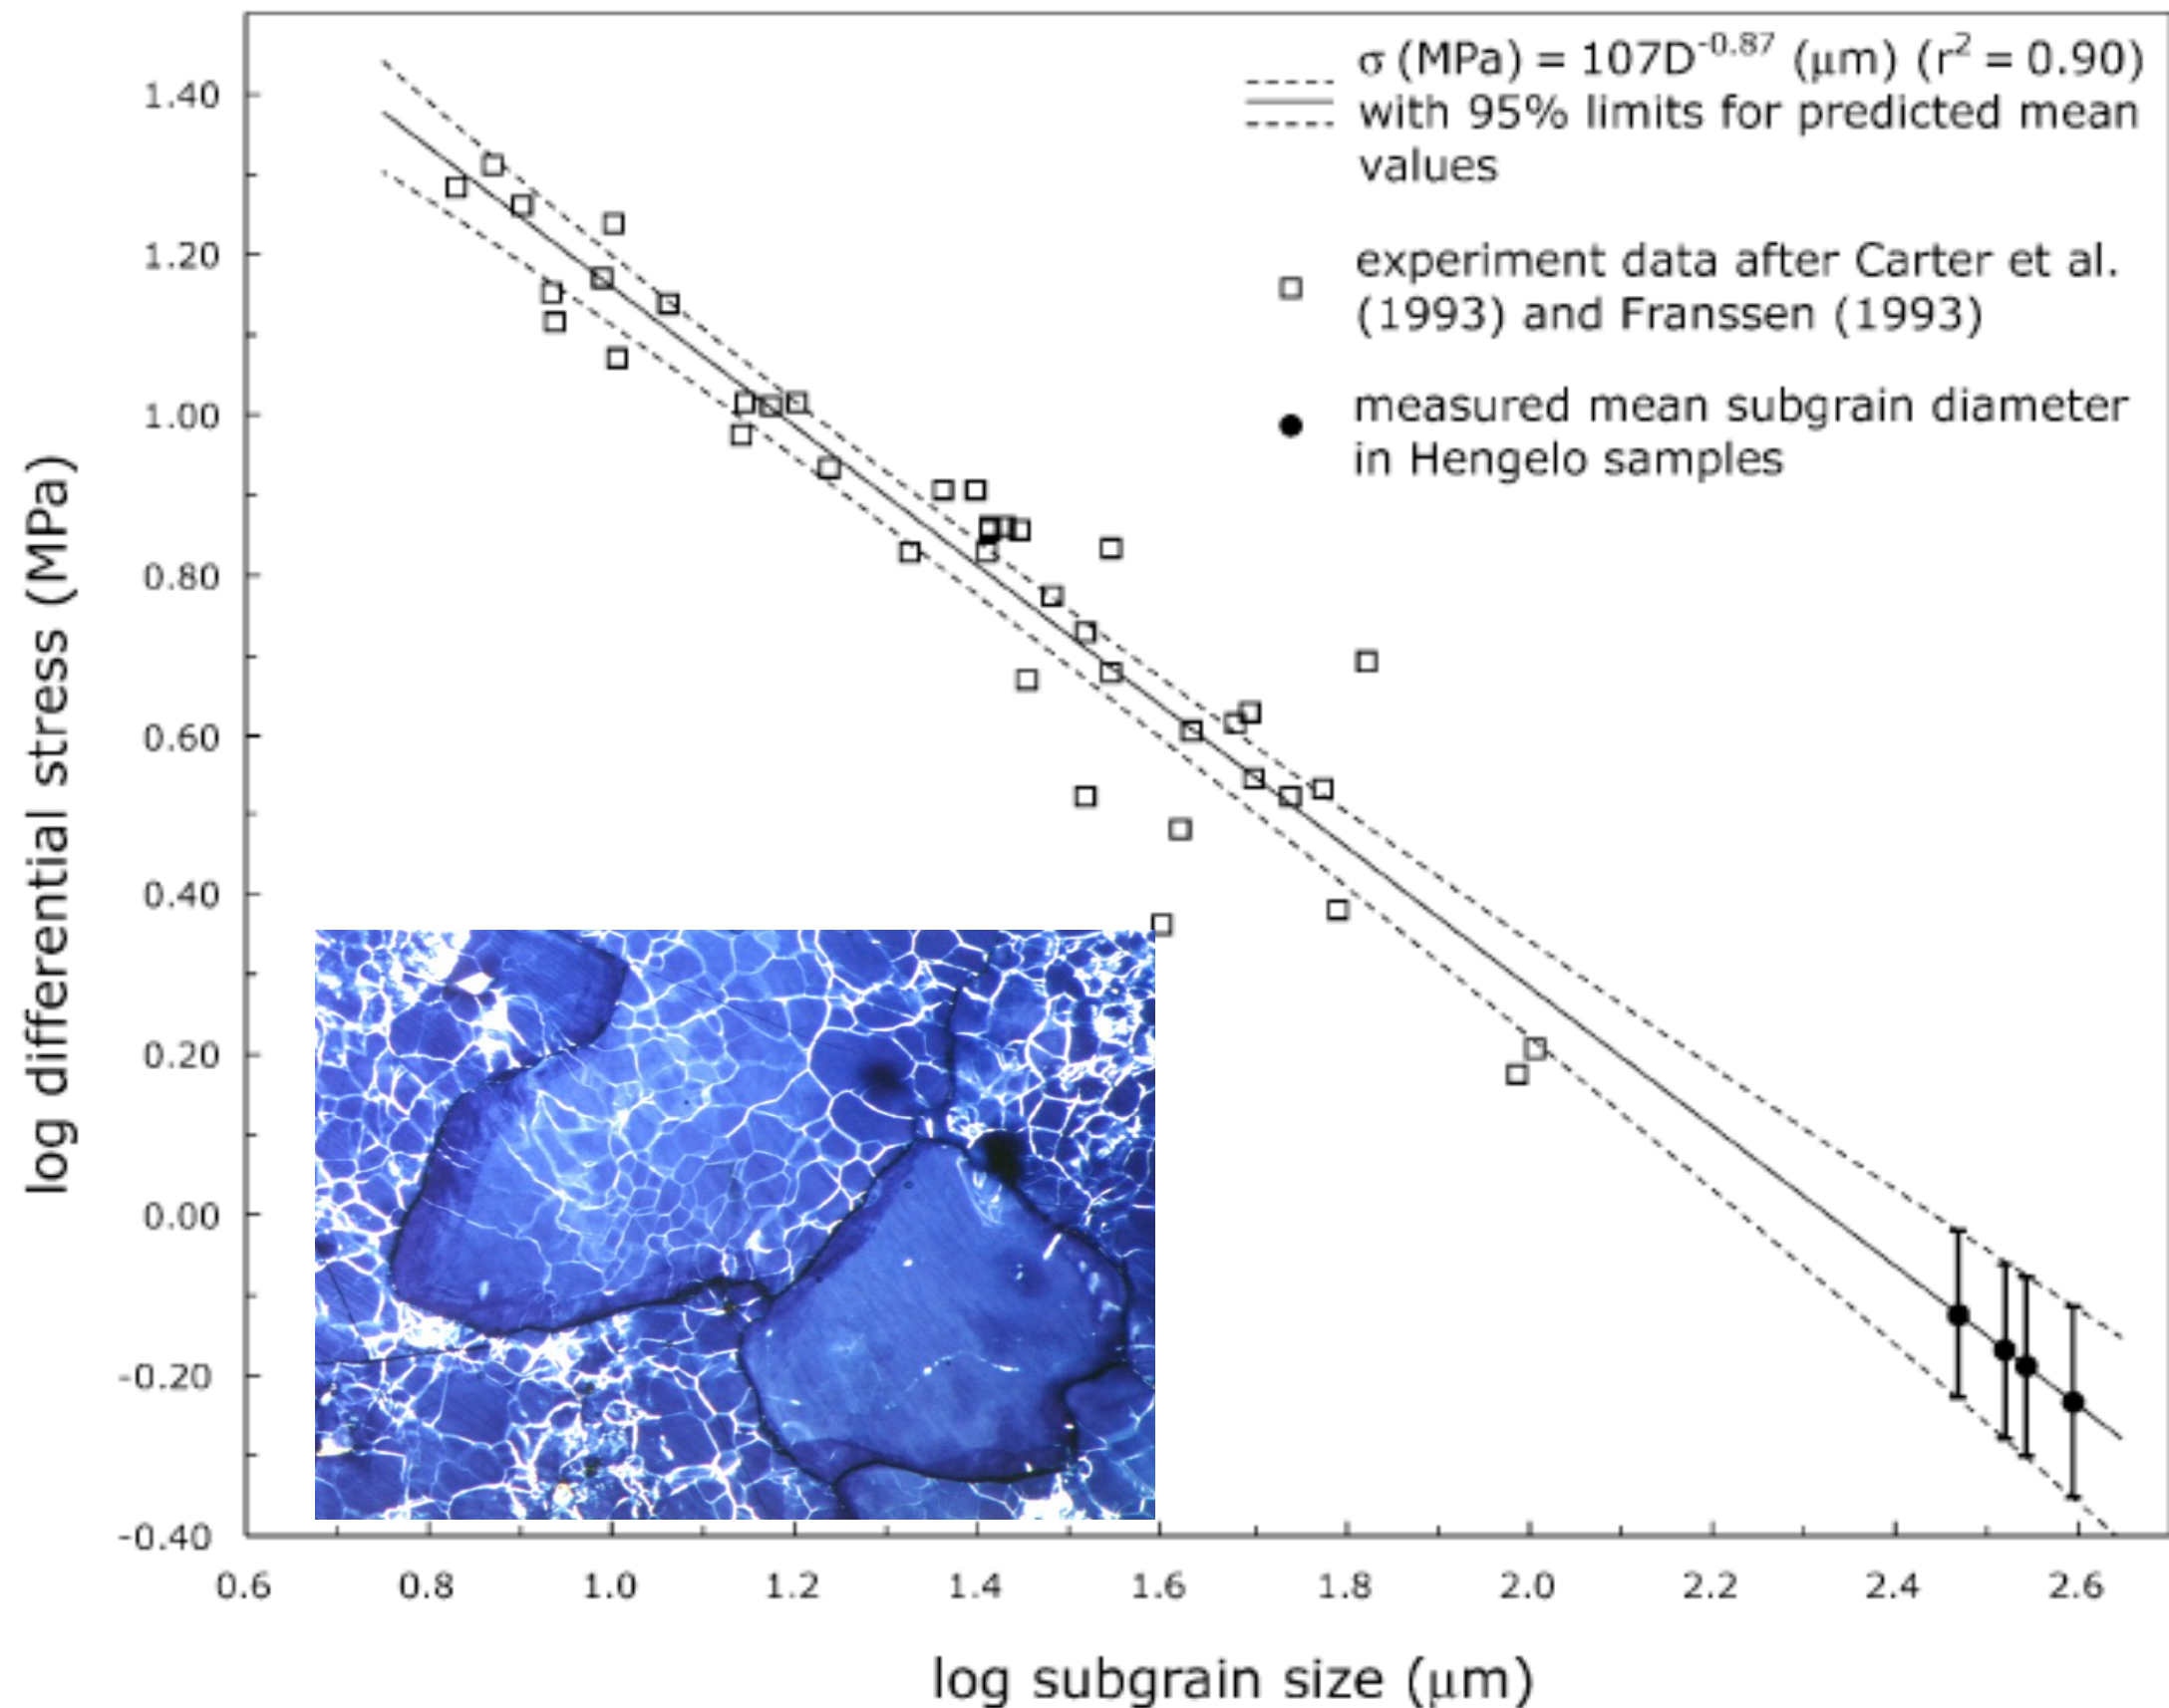 σ (MPa) = 107D^-0.87 (μm) (r² = 0.90)
with 95% limits for predicted mean
values
experiment data after Carter et al.
(1993) and Franssen (1993)
measured mean subgrain diameter
in Hengelo samples
log differential stress (MPa)
1.40
1.20
1.00
0.80
0.60
0.40
0.20
0.00
-0.20
-0.40
0.6 0.8 1.0 1.2 1.4 1.6 1.8 2.0 2.2 2.4 2.6
log subgrain size (μm)